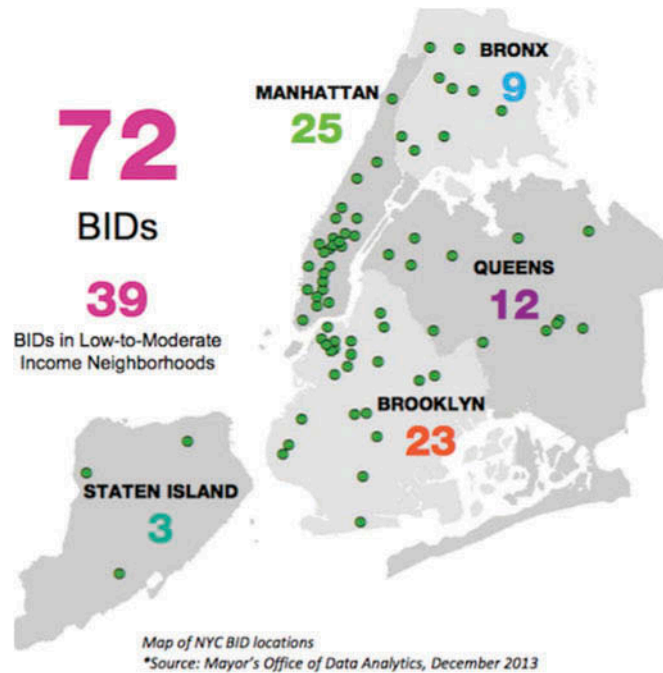 BRONX
9
MANHATTAN
25
72
BIDs
39
BIDs in Low-to-Moderate
Income Neighborhoods
QUEENS
12
BROOKLYN
23
STATEN ISLAND
3
Map of NYC BID locations
*Source: Mayor's Office of Data Analytics, December 2013